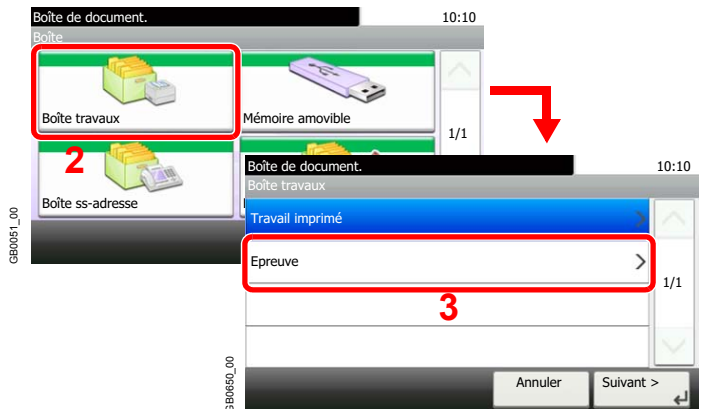 Boîte de document.
10:10
Boîte
Boîte travaux
Mémoire amovible
1/1
2
Boîte ss-adresse
GB0051_00
Boîte de document.
10:10
Boîte travaux
Travail imprimé
Epreuve
1/1
3
Annuler
Suivant >
GB0650_00